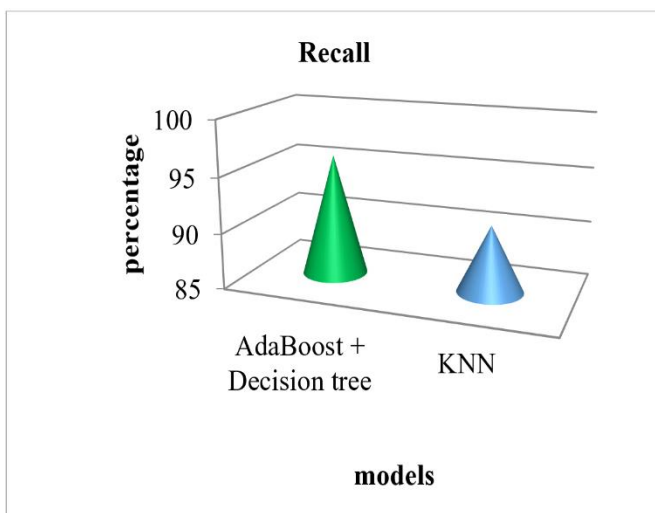 Recall
percentage
100
95
90
85
AdaBoost +
Decision tree
KNN
models